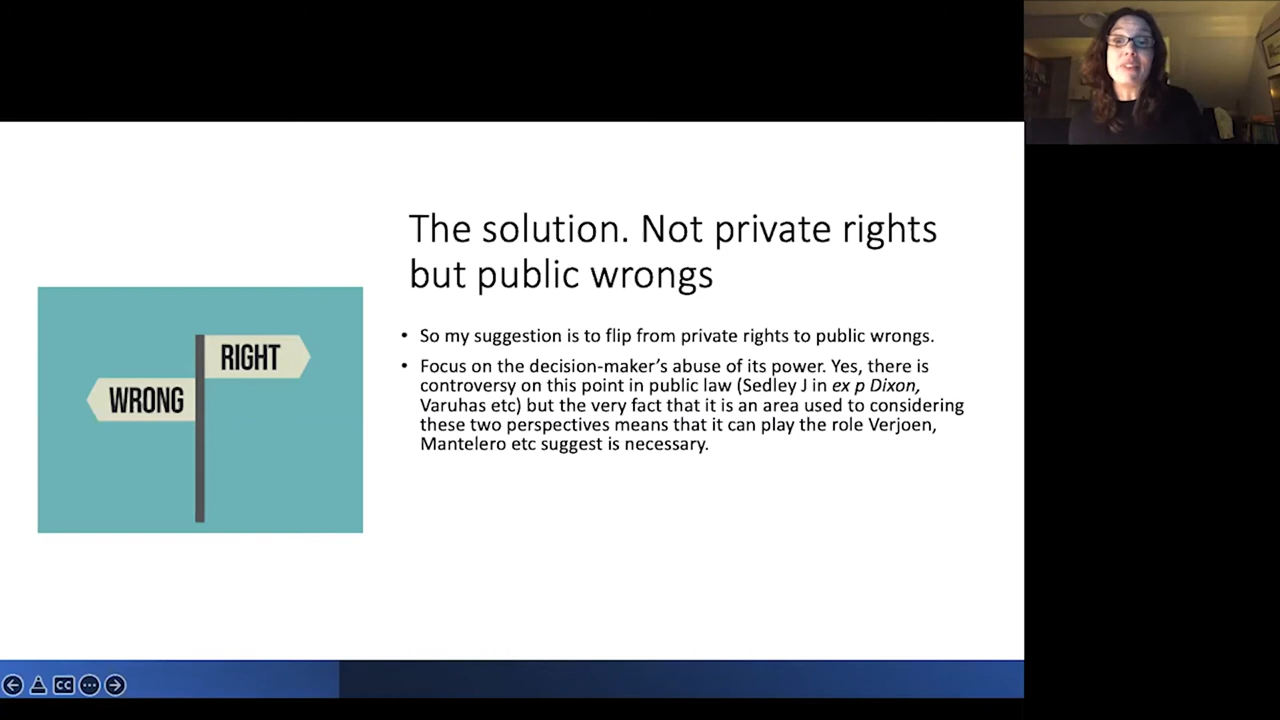 The solution. Not private rights
but public wrongs
RIGHT
WRONG
• So my suggestion is to flip from private rights to public wrongs.
• Focus on the decision-maker's abuse of its power. Yes, there is
controversy on this point in public law (Sedley J in ex p Dixon,
Varuhas etc) but the very fact that it is an area used to considering
these two perspectives means that it can play the role Verjoen,
Mantelero etc suggest is necessary.
CC